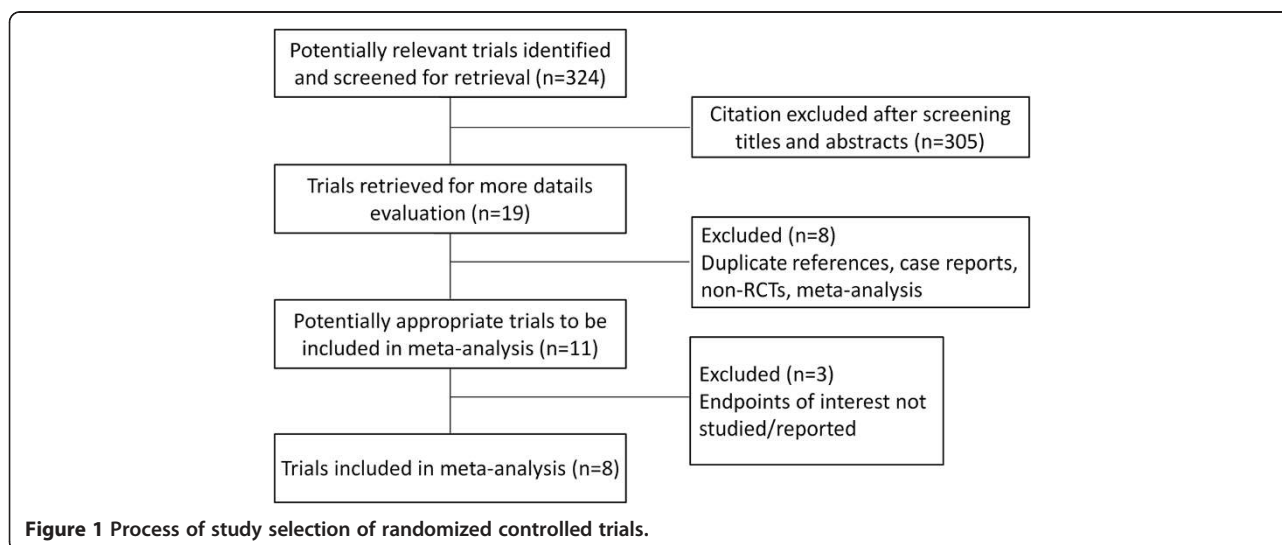 Potentially relevant trials identified
and screened for retrieval (n=324)
Citation excluded after screening
titles and abstracts (n=305)
Trials retrieved for more datails
evaluation (n=19)
Excluded (n=8)
Duplicate references, case reports,
non-RCTs, meta-analysis
Potentially appropriate trials to be
included in meta-analysis (n=11)
Excluded (n=3)
Endpoints of interest not
studied/reported
Trials included in meta-analysis (n=8)
Figure 1 Process of study selection of randomized controlled trials.